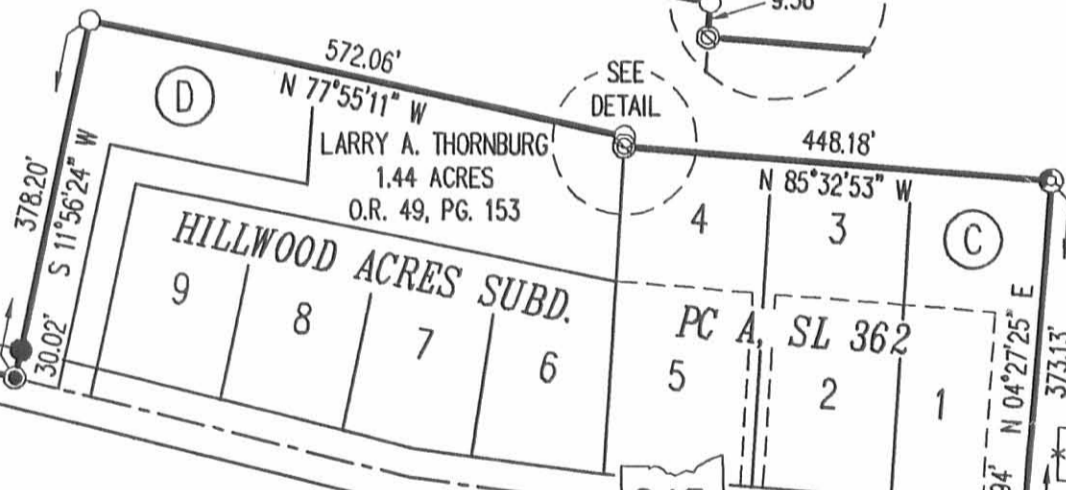 9.50
572.06'
N 77°55'11" W
SEE
DETAIL
D
LARRY A. THORNBURG
1.44 ACRES
O.R. 49, PG. 153
448.18'
N 85°32'53" W
4
3
C
378.20'
S 11°56'24" W
30.02'
HILLWOOD ACRES SUBD.
PC A, SL 362
9
8
7
6
5
2
1
N 04°27'25" E
373.13'
94'
*